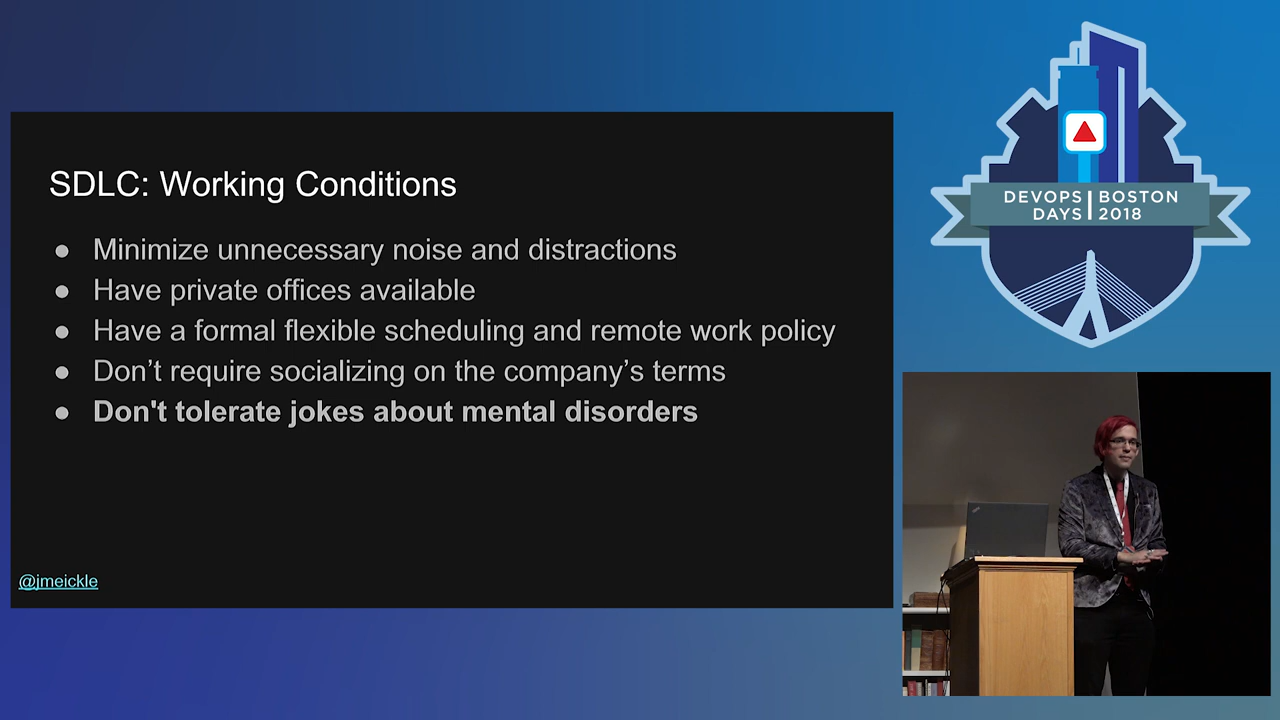 SDLC: Working Conditions
● Minimize unnecessary noise and distractions
● Have private offices available
● Have a formal flexible scheduling and remote work policy
● Don’t require socializing on the company’s terms
● Don't tolerate jokes about mental disorders
@jmeickle
DEVOPS DAYS
BOSTON 2018